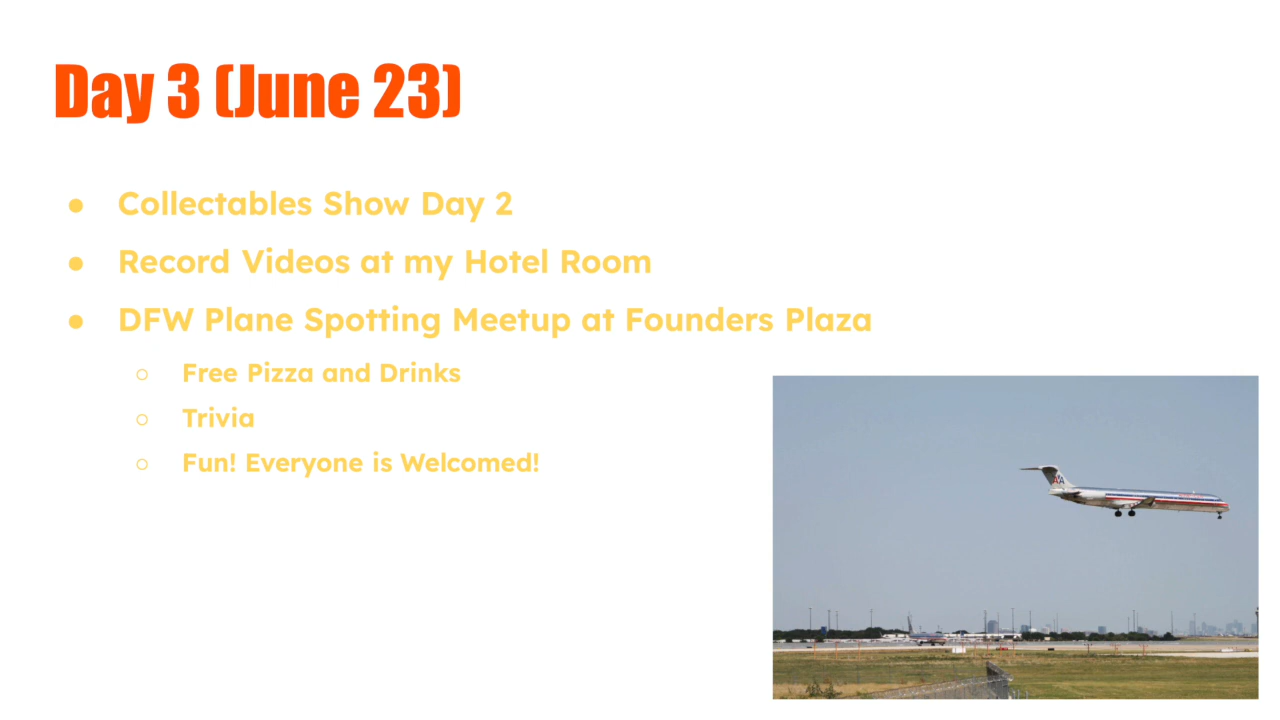 Day 3 (June 23)
● Collectables Show Day 2
● Record Videos at my Hotel Room
● DFW Plane Spotting Meetup at Founders Plaza
○ Free Pizza and Drinks
○ Trivia
○ Fun! Everyone is Welcomed!
AA